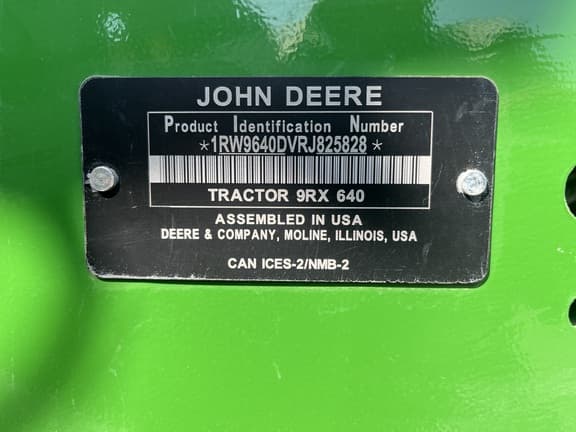 JOHN DEERE
Product Identification Number
*1RW9640DVRJ825828*
TRACTOR 9RX 640
ASSEMBLED IN USA
DEERE & COMPANY, MOLINE, ILLINOIS, USA
CAN ICES-2/NMB-2